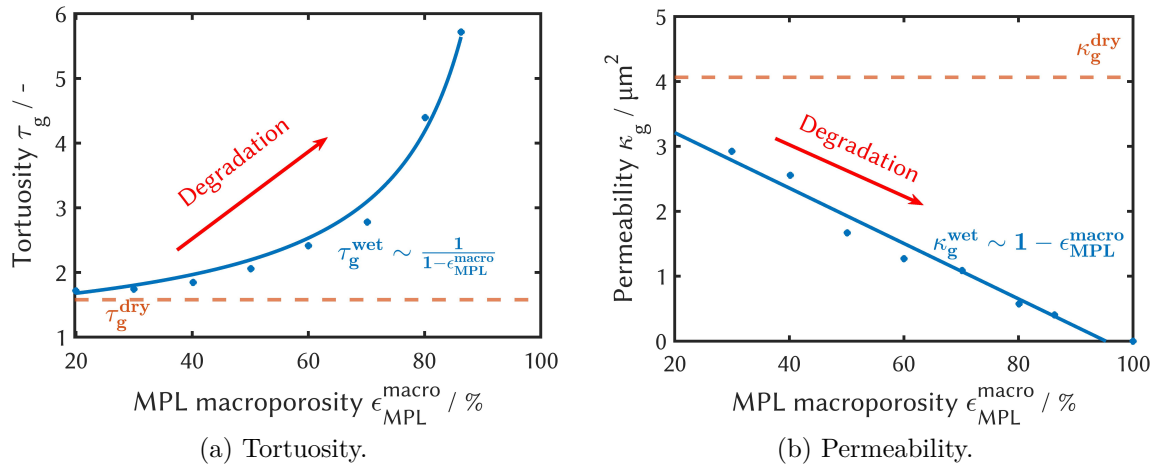 6
5
4
3
2
1
20
40
60
80
100
Tortuosity τ_g / -
MPL macroporosity ϵ_MPL^macro / %
Degradation
τ_g^wet ∼ 1/(1−ϵ_MPL^macro)
τ_g^dry
(a) Tortuosity.
5
4
3
2
1
0
20
40
60
80
100
Permeability κ_g / μm²
MPL macroporosity ϵ_MPL^macro / %
κ_g^dry
Degradation
κ_g^wet ∼ 1 − ϵ_MPL^macro
(b) Permeability.